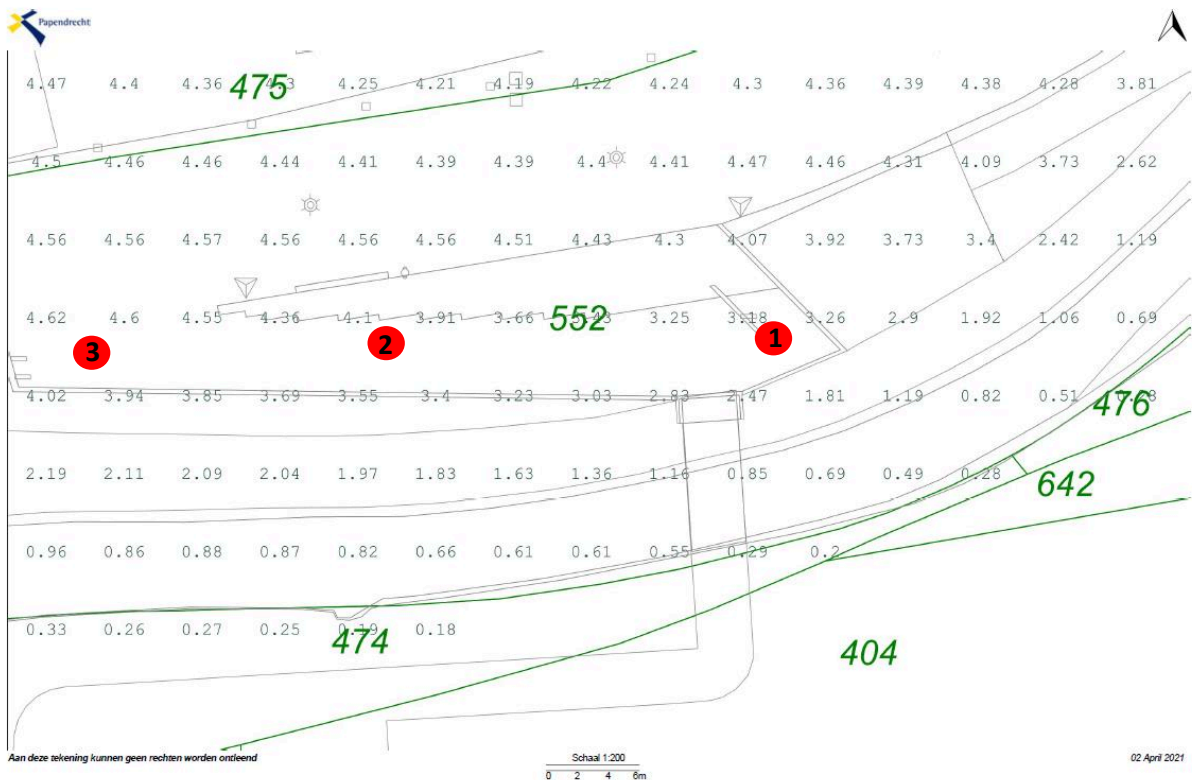 Papendrecht
4.47 4.4 4.36 475 4.3 4.25 4.21 4.19 4.22 4.24 4.3 4.36 4.39 4.38 4.28 3.81
4.5 4.46 4.46 4.44 4.41 4.39 4.39 4.4 4.41 4.47 4.46 4.31 4.09 3.73 2.62
4.56 4.56 4.57 4.56 4.56 4.56 4.51 4.43 4.3 4.07 3.92 3.73 3.4 2.42 1.19
4.62 4.6 4.55 4.36 4.1 3.91 3.66 552 3.25 3.18 3.26 2.9 1.92 1.06 0.69
3 2 1
4.02 3.94 3.85 3.69 3.55 3.4 3.23 3.03 2.83 2.47 1.81 1.19 0.82 0.51 476
2.19 2.11 2.09 2.04 1.97 1.83 1.63 1.36 1.16 0.85 0.69 0.49 0.28 642
0.96 0.86 0.88 0.87 0.82 0.66 0.61 0.61 0.55 0.29 0.2
0.33 0.26 0.27 0.25 0.19 474 0.18
404
Aan deze tekening kunnen geen rechten worden ontleend
Schaal 1:200
02 April 2021
0 2 4 6m